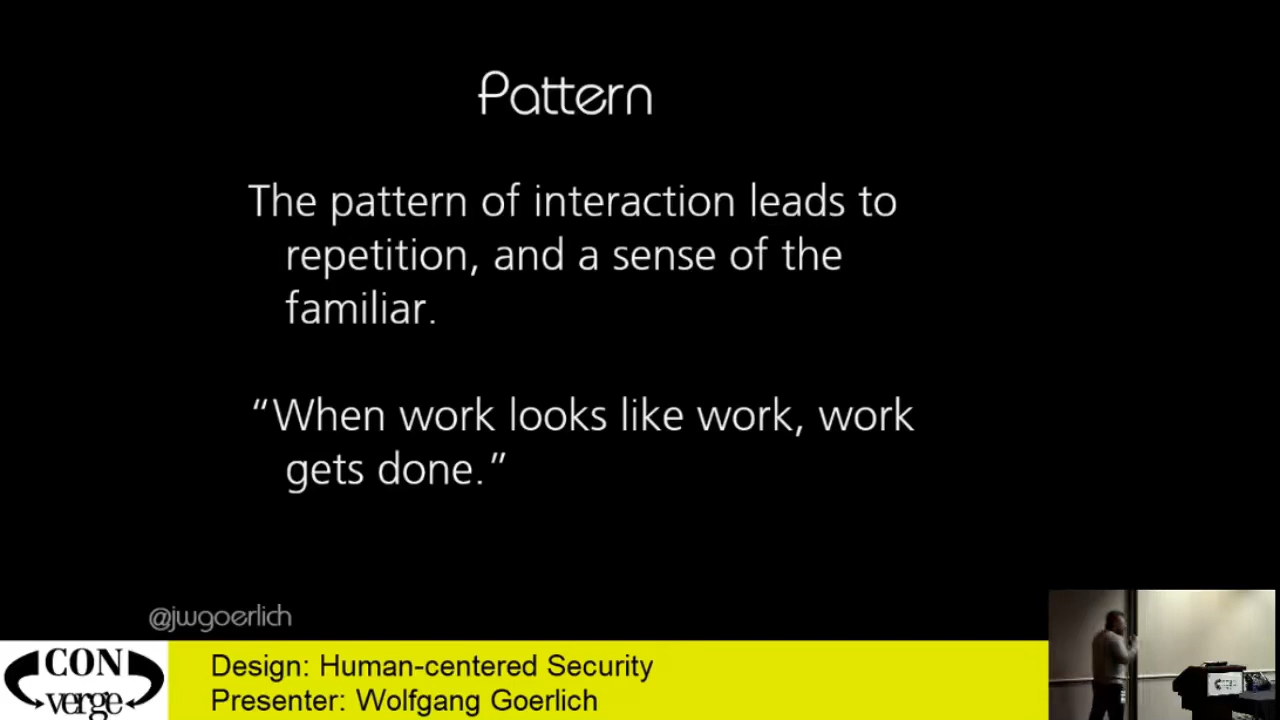 Pattern
The pattern of interaction leads to
repetition, and a sense of the
familiar.
“When work looks like work, work
gets done.”
@jwgoerlich
CON
verge
Design: Human-centered Security
Presenter: Wolfgang Goerlich